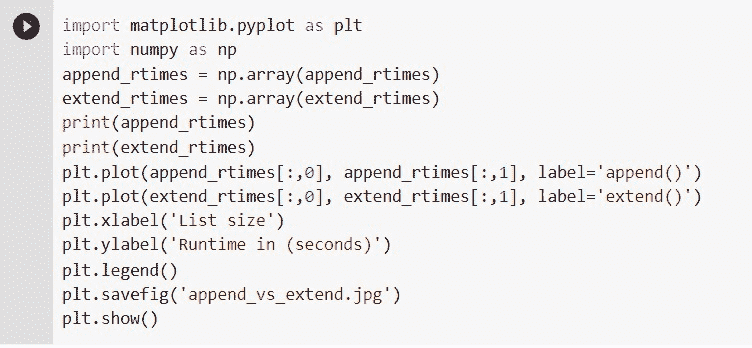 import matplotlib.pyplot as plt
import numpy as np
append_rtimes = np.array(append_rtimes)
extend_rtimes = np.array(extend_rtimes)
print(append_rtimes)
print(extend_rtimes)
plt.plot(append_rtimes[:,0], append_rtimes[:,1], label='append()')
plt.plot(extend_rtimes[:,0], extend_rtimes[:,1], label='extend()')
plt.xlabel('List size')
plt.ylabel('Runtime in (seconds)')
plt.legend()
plt.savefig('append_vs_extend.jpg')
plt.show()